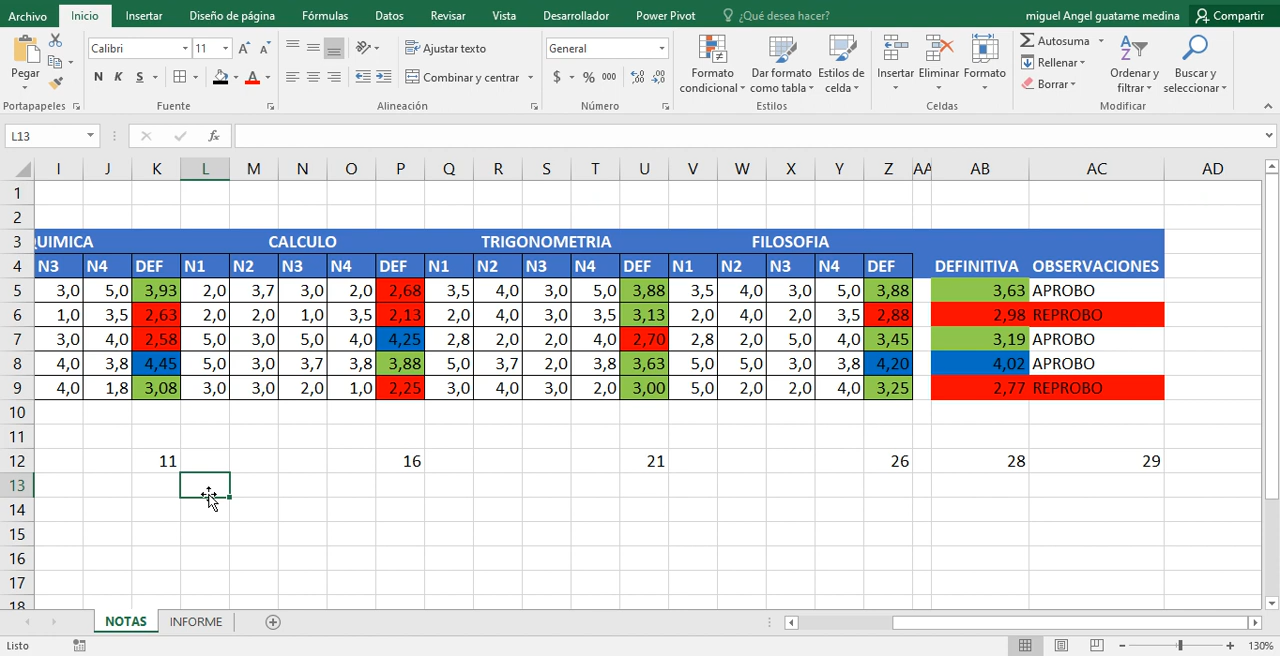 Archivo Inicio Insertar Diseño de página Fórmulas Datos Revisar Vista Desarrollador Power Pivot ¿Qué desea hacer? miguel Angel guatame medina Compartir
Pegar Calibri 11 A A Ajustar texto General Formato condicional Dar formato como tabla Estilos de celda Insertar Eliminar Formato Autosuma Rellenar Borrar Ordenar y filtrar Buscar y seleccionar
N K S A Combinar y centrar $ % 000
Portapapeles Fuente Alineación Número Estilos Celdas Modificar
L13 fx
I J K L M N O P Q R S T U V W X Y Z AA AB AC AD
1
2
3 QUIMICA CALCULO TRIGONOMETRIA FILOSOFIA
4 N3 N4 DEF N1 N2 N3 N4 DEF N1 N2 N3 N4 DEF N1 N2 N3 N4 DEF DEFINITIVA OBSERVACIONES
5 3,0 5,0 3,93 2,0 3,7 3,0 2,0 2,68 3,5 4,0 3,0 5,0 3,88 3,5 4,0 3,0 5,0 3,88 3,63 APROBO
6 1,0 3,5 2,63 2,0 2,0 1,0 3,5 2,13 2,0 4,0 3,0 3,5 3,13 2,0 4,0 2,0 3,5 2,88 2,98 REPROBO
7 3,0 4,0 2,58 5,0 3,0 5,0 4,0 4,25 2,8 2,0 2,0 4,0 2,70 2,8 2,0 5,0 4,0 3,45 3,19 APROBO
8 4,0 3,8 4,45 5,0 3,0 3,7 3,8 3,88 5,0 3,7 2,0 3,8 3,63 5,0 5,0 3,0 3,8 4,20 4,02 APROBO
9 4,0 1,8 3,08 3,0 3,0 2,0 1,0 2,25 3,0 4,0 3,0 2,0 3,00 5,0 2,0 2,0 4,0 3,25 2,77 REPROBO
10
11
12 11 16 21 26 28 29
13
14
15
16
17
18
NOTAS INFORME
Listo 130%